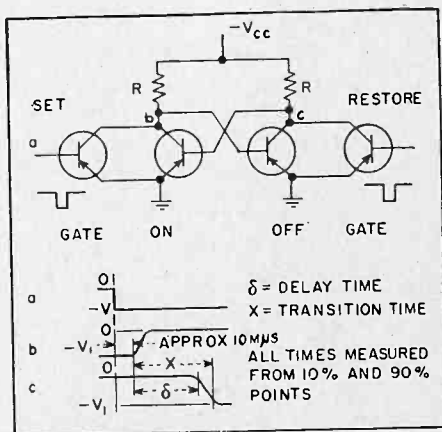 -Vcc
R
R
SET
RESTORE
b
c
a
GATE
ON
OFF
GATE
a
0
-V
δ = DELAY TIME
X = TRANSITION TIME
b
0
-V₁
APPROX 10 MµS
ALL TIMES MEASURED
FROM 10% AND 90%
POINTS
c
0
-V₁
X
δ